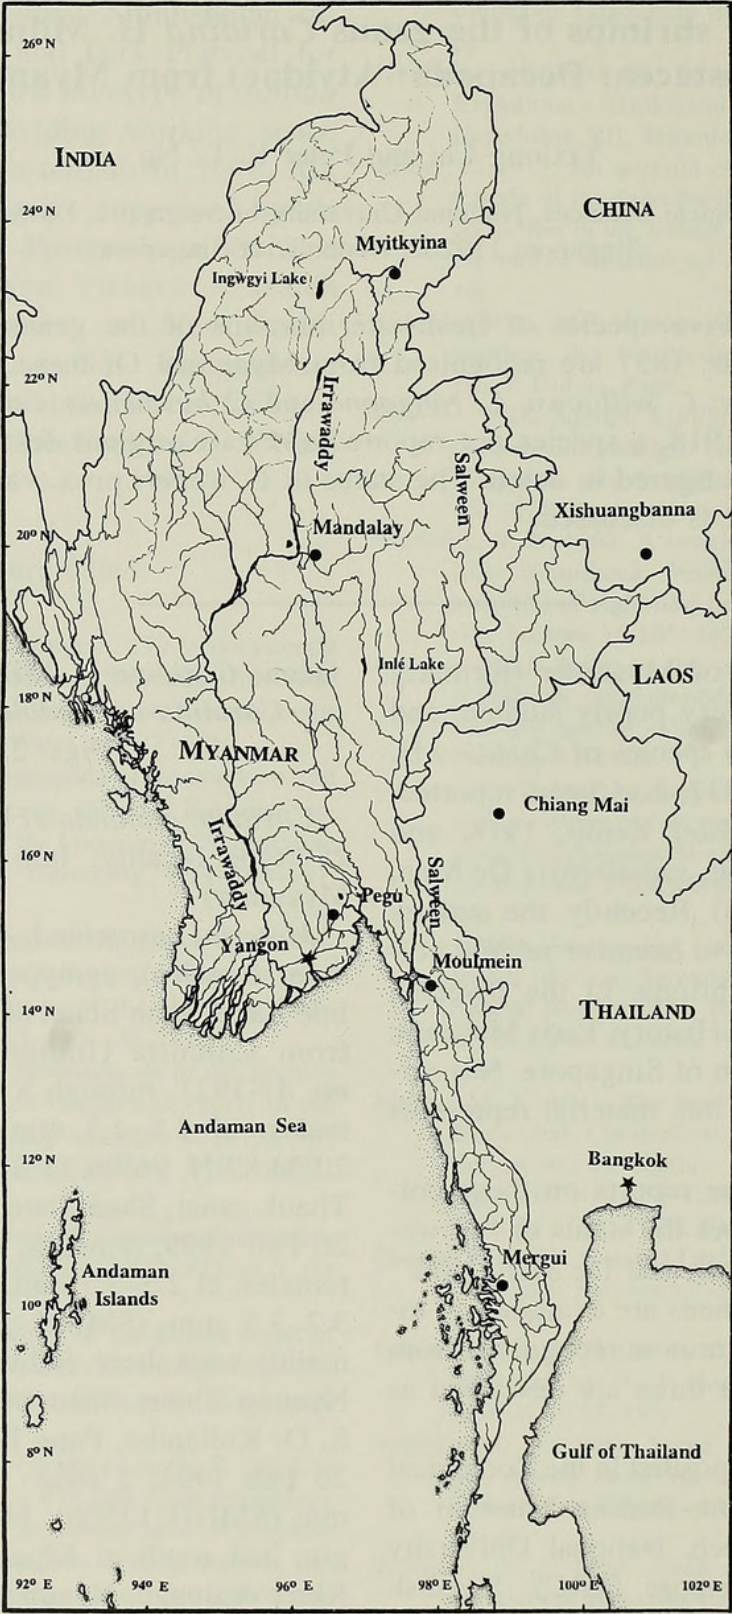 26° N
INDIA
24° N
CHINA
Myitkyina
Ingwgyi Lake
22° N
Irrawaddy
Salween
Xishuangbanna
20° N
Mandalay
Inlé Lake
LAOS
18° N
MYANMAR
Chiang Mai
16° N
Irrawaddy
Salween
Pegu
Yangon
Moulmein
14° N
THAILAND
Andaman Sea
12° N
Bangkok
Mergui
Andaman
Islands
10° N
8° N
Gulf of Thailand
92° E
94° E
96° E
98° E
100° E
102° E